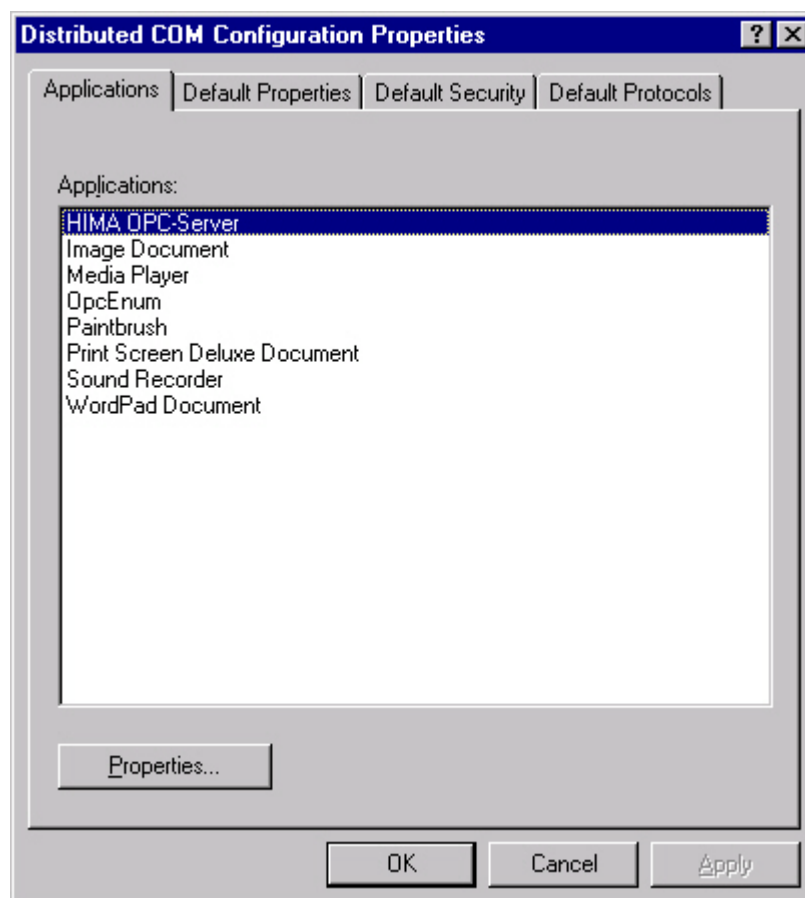 Distributed COM Configuration Properties
Applications Default Properties Default Security Default Protocols
Applications:
HIMA OPC-Server
Image Document
Media Player
OpcEnum
Paintbrush
Print Screen Deluxe Document
Sound Recorder
WordPad Document
Properties...
OK Cancel Apply